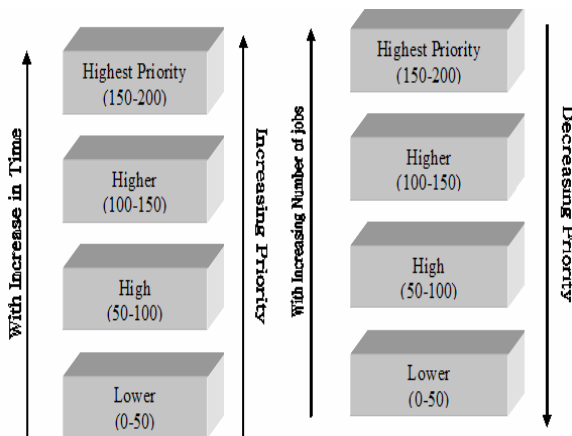 With Increase in Time
Highest Priority
(150-200)
Higher
(100-150)
High
(50-100)
Lower
(0-50)
Increasing Priority
With Increasing Number of jobs
Highest Priority
(150-200)
Higher
(100-150)
High
(50-100)
Lower
(0-50)
Decreasing Priority